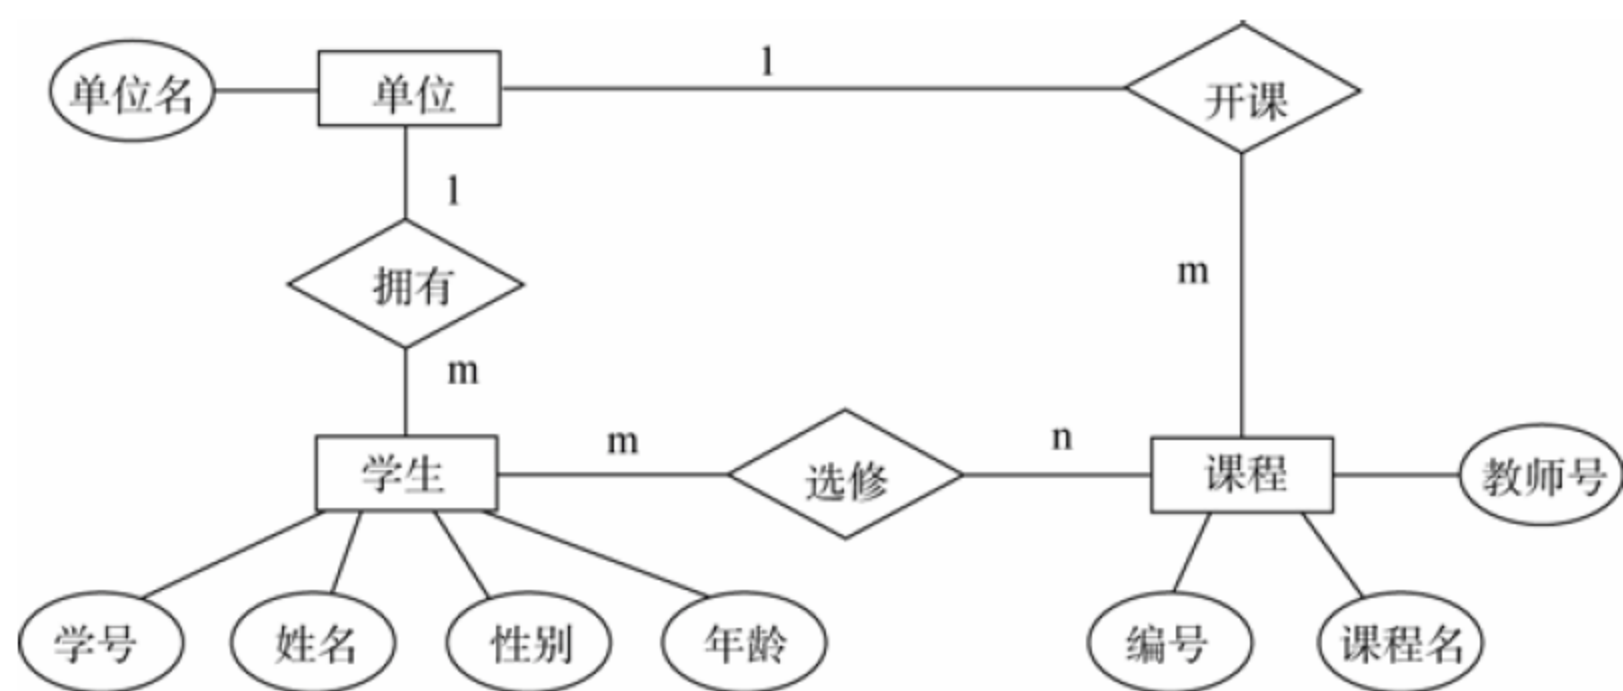 单位名
单位
1
开课
1
拥有
m
m
学生
m
选修
n
课程
教师号
学号
姓名
性别
年龄
编号
课程名